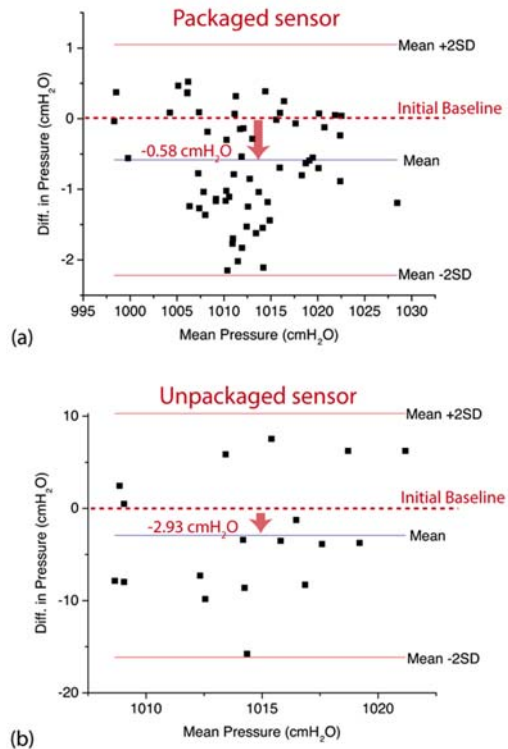 Packaged sensor
Mean +2SD
1
Initial Baseline
0
-0.58 cmH₂O
Mean
-1
-2
Mean -2SD
Diff. in Pressure (cmH₂O)
995 1000 1005 1010 1015 1020 1025 1030
Mean Pressure (cmH₂O)
(a)
Unpackaged sensor
10
Mean +2SD
Initial Baseline
0
-2.93 cmH₂O
Mean
-10
Mean -2SD
-20
Diff. in Pressure (cmH₂O)
1010 1015 1020
Mean Pressure (cmH₂O)
(b)